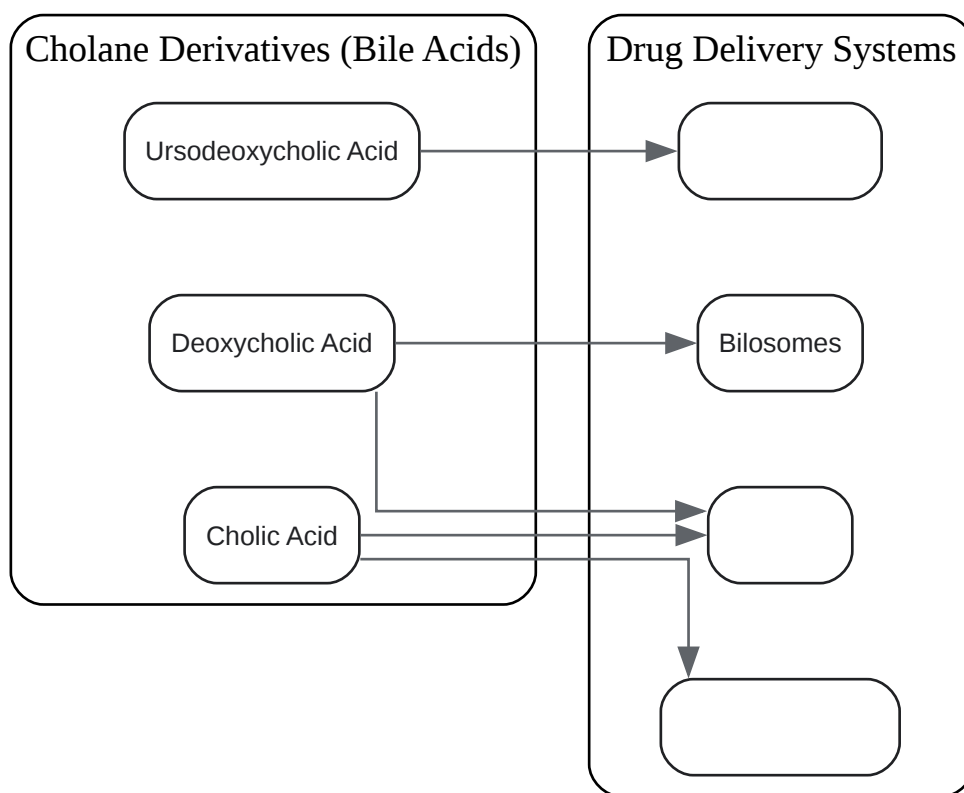 Cholane Derivatives (Bile Acids)
Drug Delivery Systems
Ursodeoxycholic Acid
Deoxycholic Acid
Bilosomes
Cholic Acid